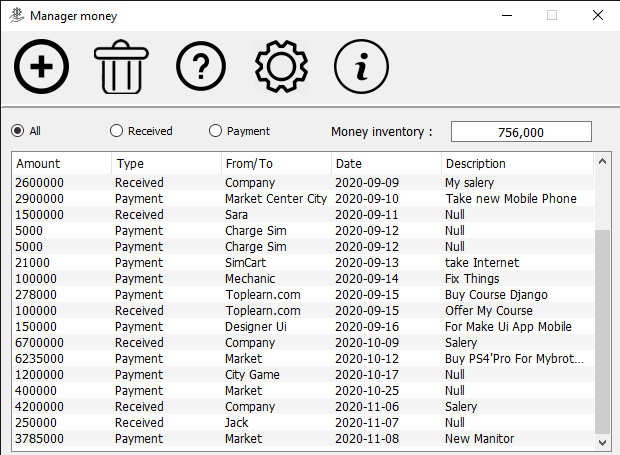 Manager money
All Received Payment Money inventory : 756,000
Amount Type From/To Date Description
2600000 Received Company 2020-09-09 My salery
2900000 Payment Market Center City 2020-09-10 Take new Mobile Phone
1500000 Received Sara 2020-09-11 Null
5000 Payment Charge Sim 2020-09-12 Null
5000 Payment Charge Sim 2020-09-12 Null
21000 Payment SimCart 2020-09-13 take Internet
100000 Payment Mechanic 2020-09-14 Fix Things
278000 Payment Toplearn.com 2020-09-15 Buy Course Django
100000 Received Toplearn.com 2020-09-15 Offer My Course
150000 Payment Designer Ui 2020-09-16 For Make Ui App Mobile
6700000 Received Company 2020-10-09 Salery
6235000 Payment Market 2020-10-12 Buy PS4'Pro For Mybrot...
1200000 Payment City Game 2020-10-17 Null
400000 Payment Market 2020-10-25 Null
4200000 Received Company 2020-11-06 Salery
250000 Received Jack 2020-11-07 Null
3785000 Payment Market 2020-11-08 New Manitor